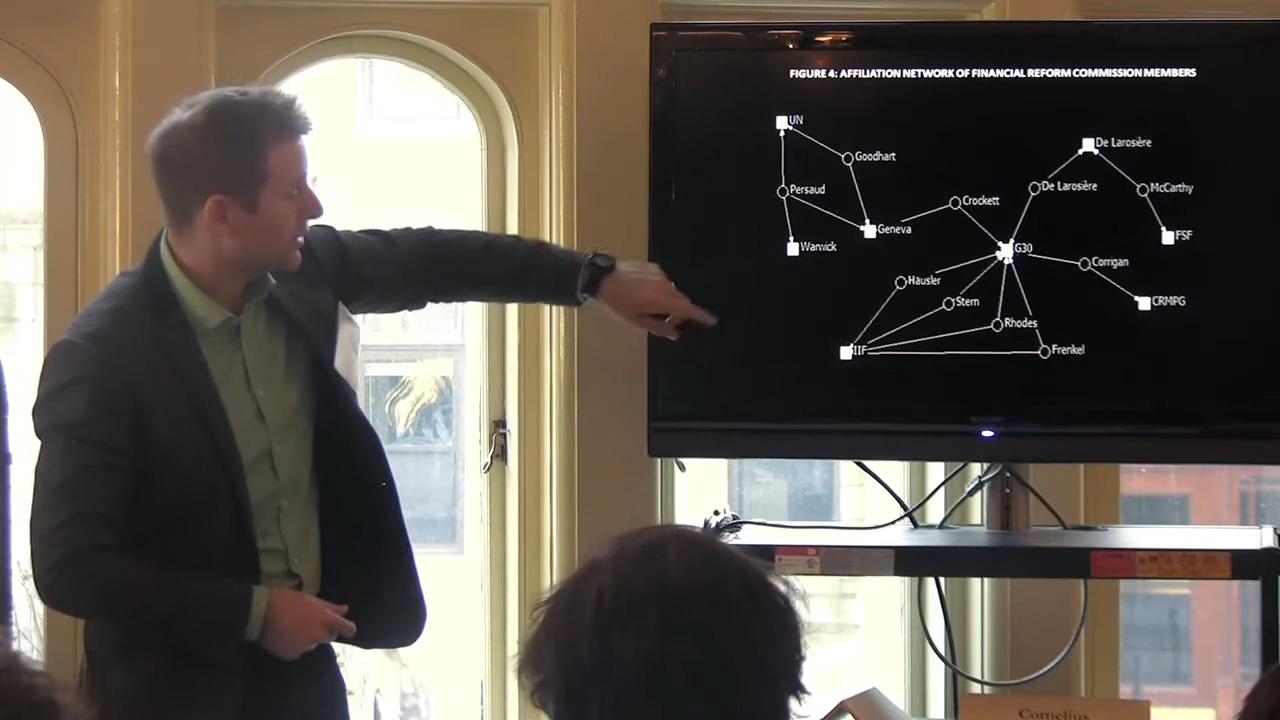 FIGURE 4: AFFILIATION NETWORK OF FINANCIAL REFORM COMMISSION MEMBERS
UN
De Larosière
Goodhart
De Larosière
McCarthy
Persaud
Crockett
Geneva
FSF
Warwick
G30
Corrigan
Hausler
Stern
CRMPG
Rhodes
IIF
Frenkel
Cornelius